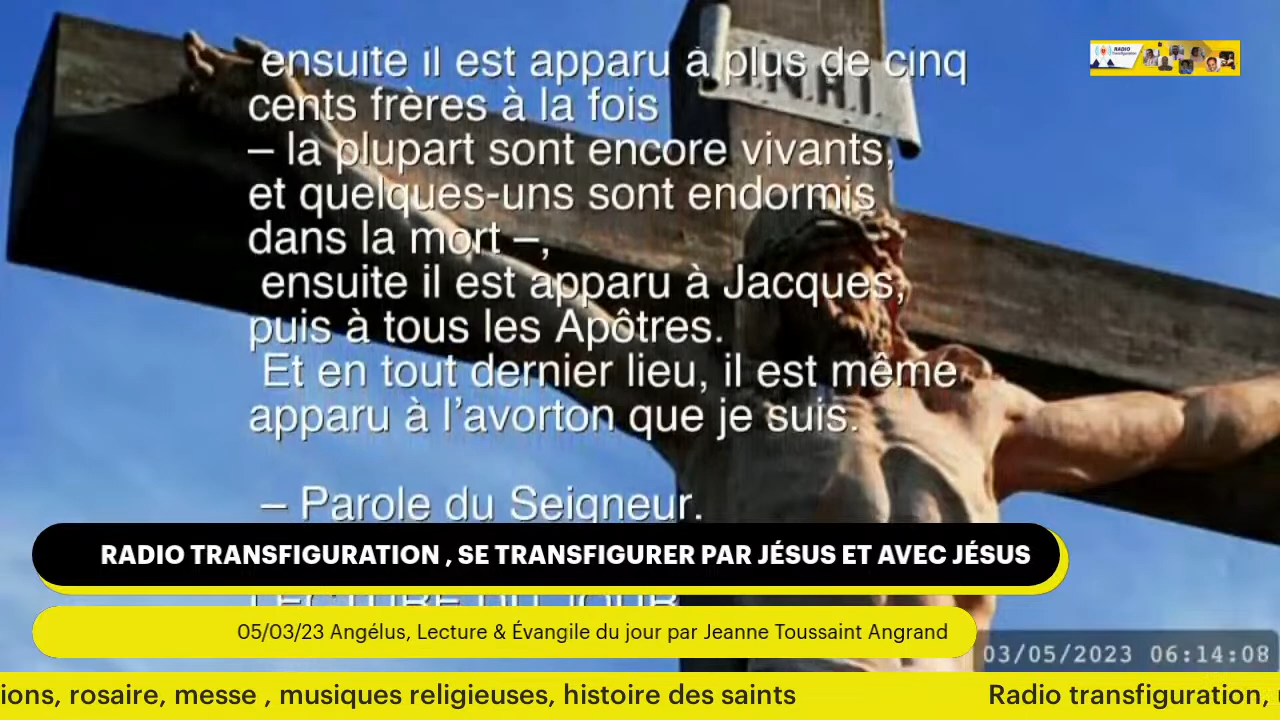 ensuite il est apparu à plus de cinq
cents frères à la fois
– la plupart sont encore vivants,
et quelques-uns sont endormis
dans la mort –,
ensuite il est apparu à Jacques,
puis à tous les Apôtres.
Et en tout dernier lieu, il est même
apparu à l’avorton que je suis.
– Parole du Seigneur.
I.N.R.I
RADIO
RADIO TRANSFIGURATION , SE TRANSFIGURER PAR JÉSUS ET AVEC JÉSUS
LECTURE DU JOUR
05/03/23 Angélus, Lecture & Évangile du jour par Jeanne Toussaint Angrand
03/05/2023 06:14:08
ions, rosaire, messe , musiques religieuses, histoire des saints
Radio transfiguration,